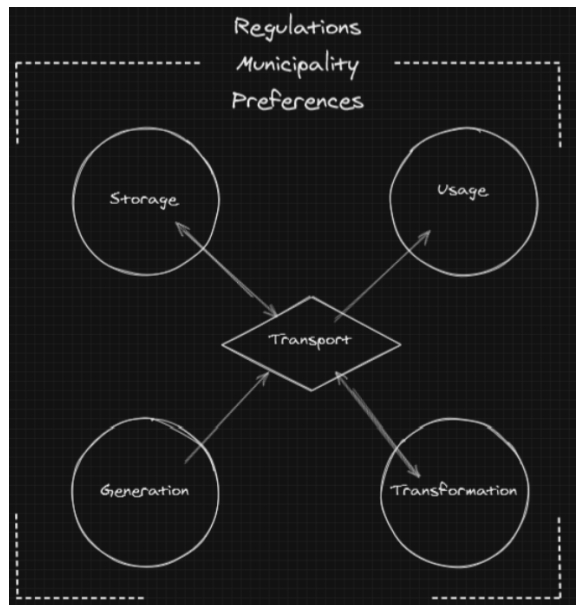 Regulations
Municipality
Preferences
Storage
Usage
Transport
Generation
Transformation